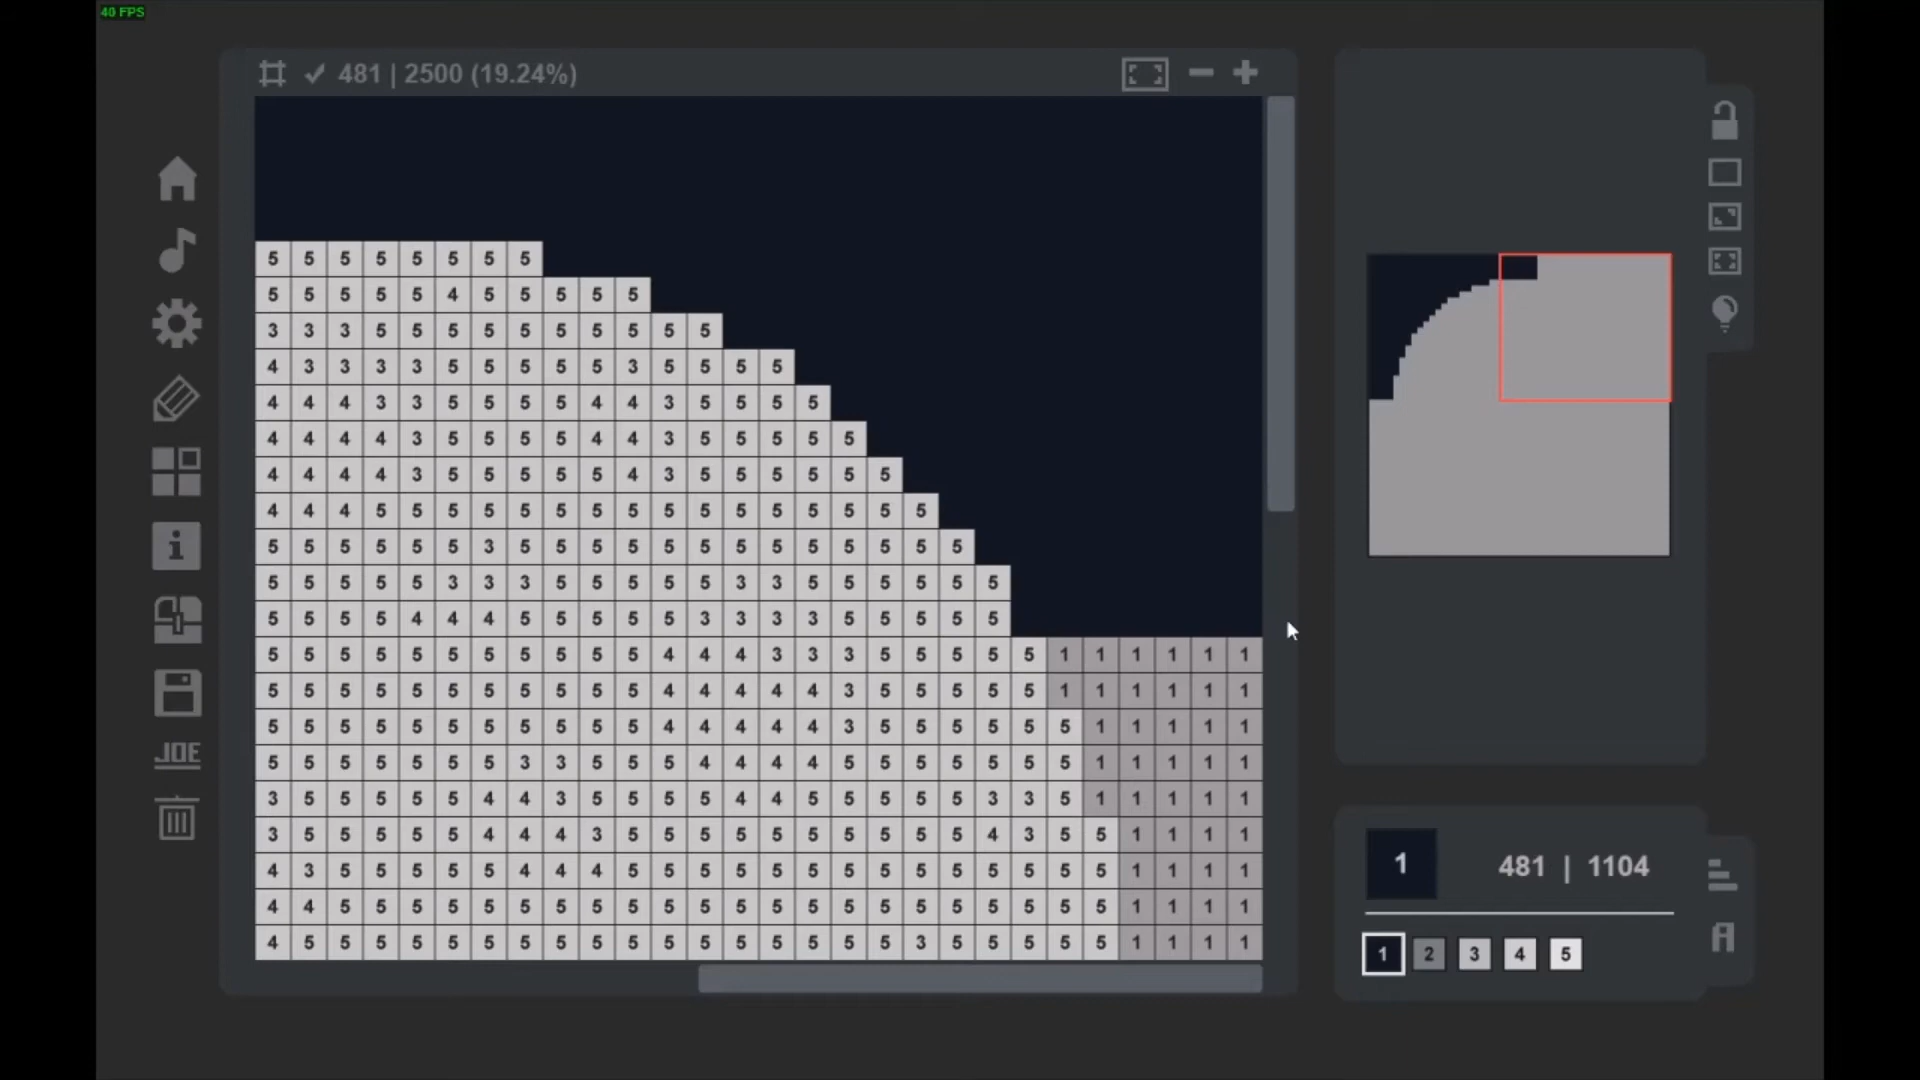 40 FPS
481 | 2500 (19.24%)
5 5 5 5 5 5 5 5
5 5 5 5 5 4 5 5 5 5 5
3 3 3 5 5 5 5 5 5 5 5 5 5
4 3 3 3 3 5 5 5 5 5 3 5 5 5 5
4 4 4 3 3 5 5 5 5 4 4 3 5 5 5 5
4 4 4 4 3 5 5 5 5 4 4 3 5 5 5 5 5
4 4 4 4 3 5 5 5 5 5 4 3 5 5 5 5 5 5
4 4 4 5 5 5 5 5 5 5 5 5 5 5 5 5 5 5 5
5 5 5 5 5 5 3 5 5 5 5 5 5 5 5 5 5 5 5 5
5 5 5 5 5 3 3 3 5 5 5 5 5 3 3 5 5 5 5 5 5
5 5 5 5 4 4 4 5 5 5 5 5 3 3 3 3 5 5 5 5 5
5 5 5 5 5 5 5 5 5 5 5 4 4 4 3 3 3 5 5 5 5 5 1 1 1 1 1 1
5 5 5 5 5 5 5 5 5 5 5 4 4 4 4 4 3 5 5 5 5 5 1 1 1 1 1 1
5 5 5 5 5 5 5 5 5 5 5 4 4 4 4 4 3 5 5 5 5 5 5 1 1 1 1 1
5 5 5 5 5 5 5 3 3 5 5 5 4 4 4 4 5 5 5 5 5 5 5 1 1 1 1 1
3 5 5 5 5 5 4 4 3 5 5 5 5 4 4 5 5 5 5 5 3 3 5 1 1 1 1 1
3 5 5 5 5 5 4 4 4 3 5 5 5 5 5 5 5 5 5 5 4 3 5 5 1 1 1 1
4 3 5 5 5 5 5 4 4 4 5 5 5 5 5 5 5 5 5 5 5 5 5 5 1 1 1 1
4 4 5 5 5 5 5 5 5 5 5 5 5 5 5 5 5 5 5 5 5 5 5 5 1 1 1 1
4 5 5 5 5 5 5 5 5 5 5 5 5 5 5 5 5 5 3 5 5 5 5 5 1 1 1 1
JOE
1 481 | 1104
1 2 3 4 5